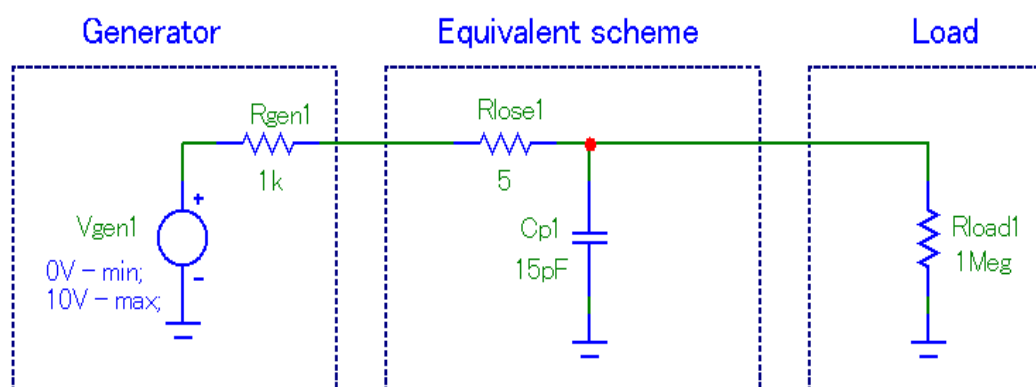 Generator
Equivalent scheme
Load
Rgen1
1k
Rlose1
5
Vgen1
+
-
0V - min;
10V - max;
Cp1
15pF
Rload1
1Meg